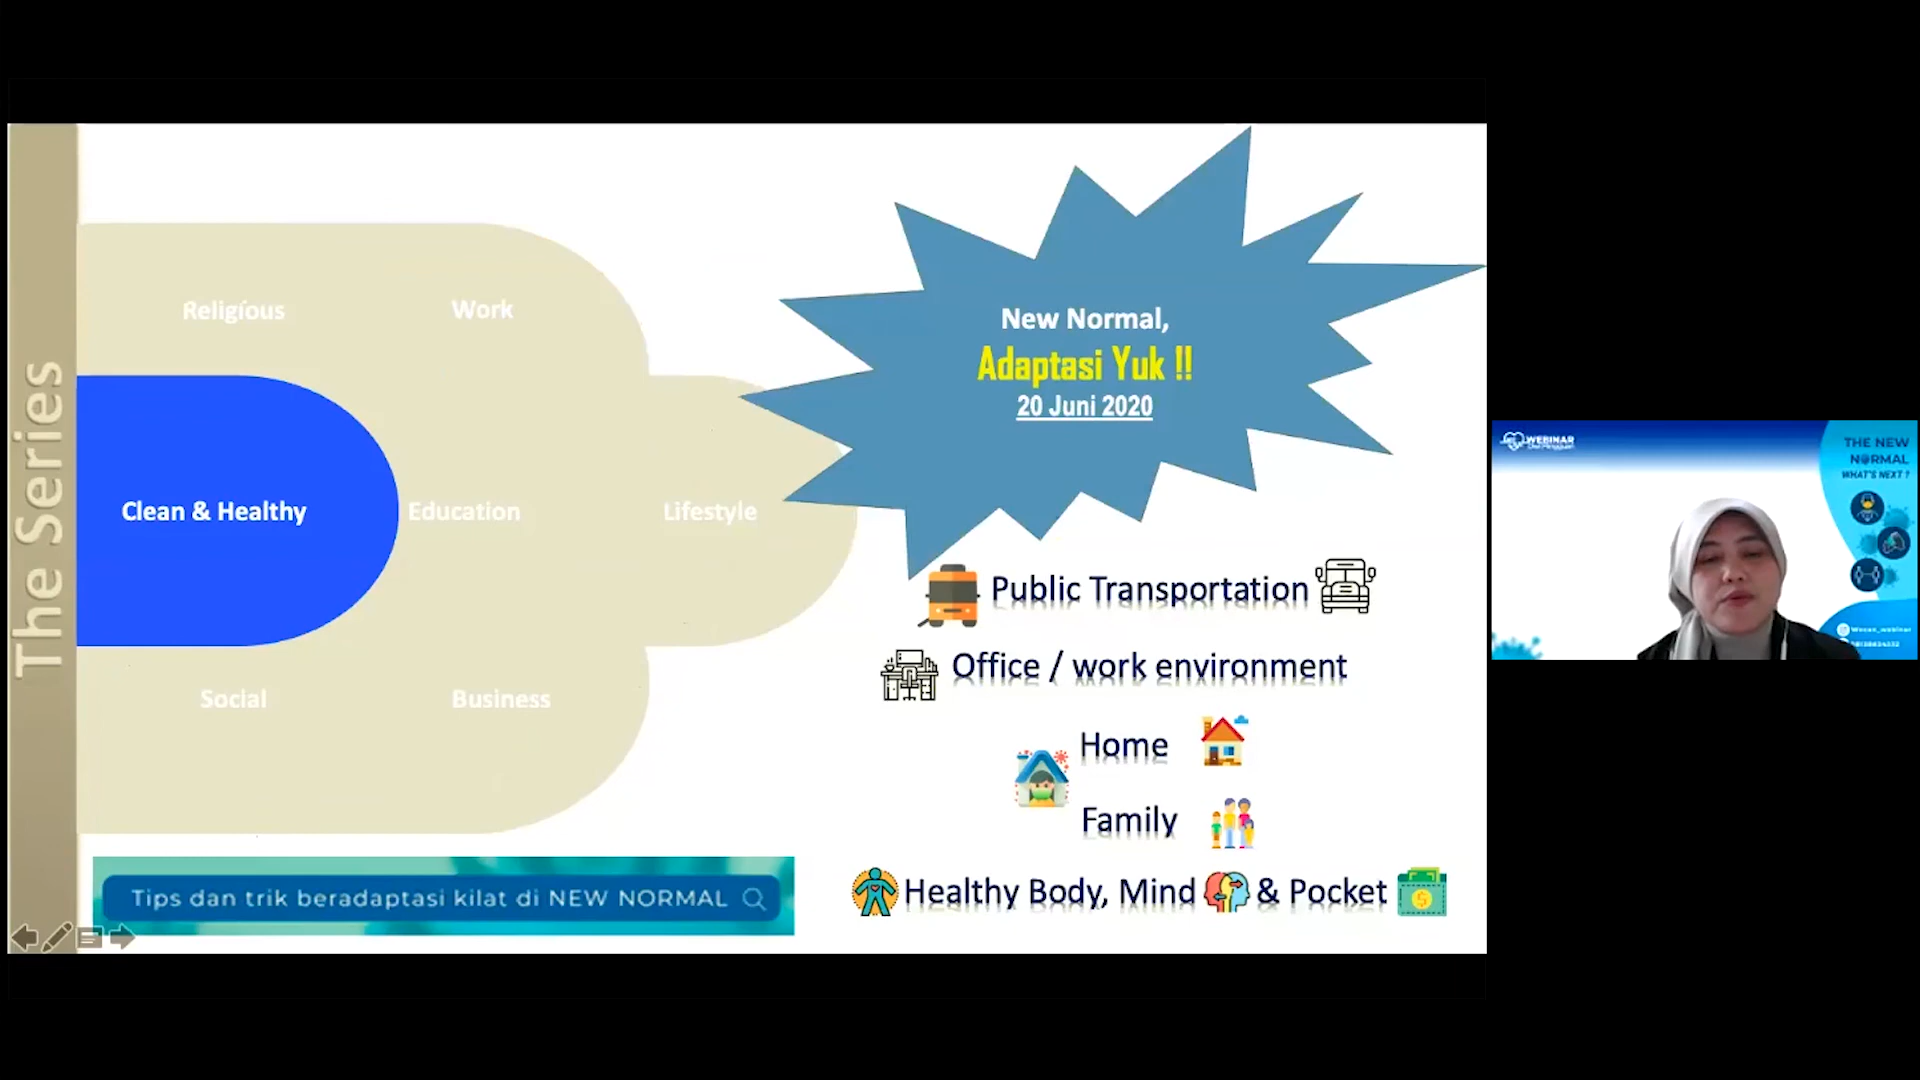 The Series
Religious
Work
Clean & Healthy
Education
Lifestyle
Social
Business
Tips dan trik beradaptasi kilat di NEW NORMAL
New Normal,
Adaptasi Yuk !!
20 Juni 2020
Public Transportation
Office / work environment
Home
Family
Healthy Body, Mind & Pocket
WEBINAR
THE NEW
NORMAL
WHAT'S NEXT ?